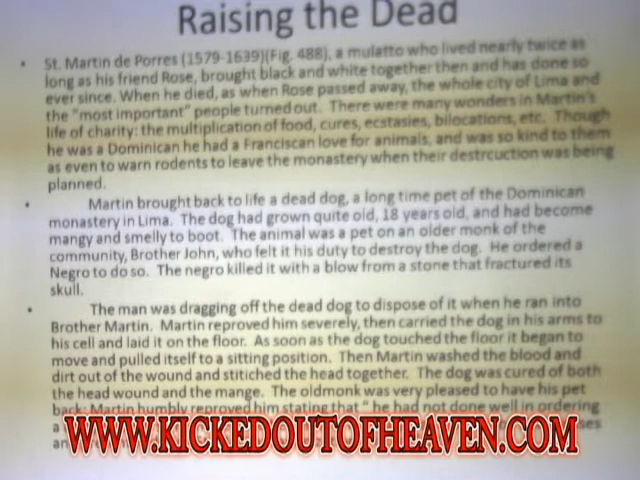 Raising the Dead
• St. Martin de Porres (1579-1639)(Fig. 488), a mulatto who lived nearly twice as
long as his friend Rose, brought black and white together then and has done so
ever since. When he died, as when Rose passed away, the whole city of Lima and
the "most important" people turned out. There were many wonders in Martin's
life of charity: the multiplication of food, cures, ecstasies, bilocations, etc. Though
he was a Dominican he had a Franciscan love for animals, and was so kind to them
as even to warn rodents to leave the monastery when their destrcuction was being
planned.
• Martin brought back to life a dead dog, a long time pet of the Dominican
monastery in Lima. The dog had grown quite old, 18 years old, and had become
mangy and smelly to boot. The animal was a pet on an older monk of the
community, Brother John, who felt it his duty to destroy the dog. He ordered a
Negro to do so. The negro killed it with a blow from a stone that fractured its
skull.
• The man was dragging off the dead dog to dispose of it when he ran into
Brother Martin. Martin reproved him severely, then carried the dog in his arms to
his cell and laid it on the floor. As soon as the dog touched the floor it began to
move and pulled itself to a sitting position. Then Martin washed the blood and
dirt out of the wound and stitiched the head together. The dog was cured of both
the head wound and the mange. The oldmonk was very pleased to have his pet
back; Martin humbly reproved him stating that " he had not done well in ordering
a
WWW.KICKEDOUTOFHEAVEN.COM